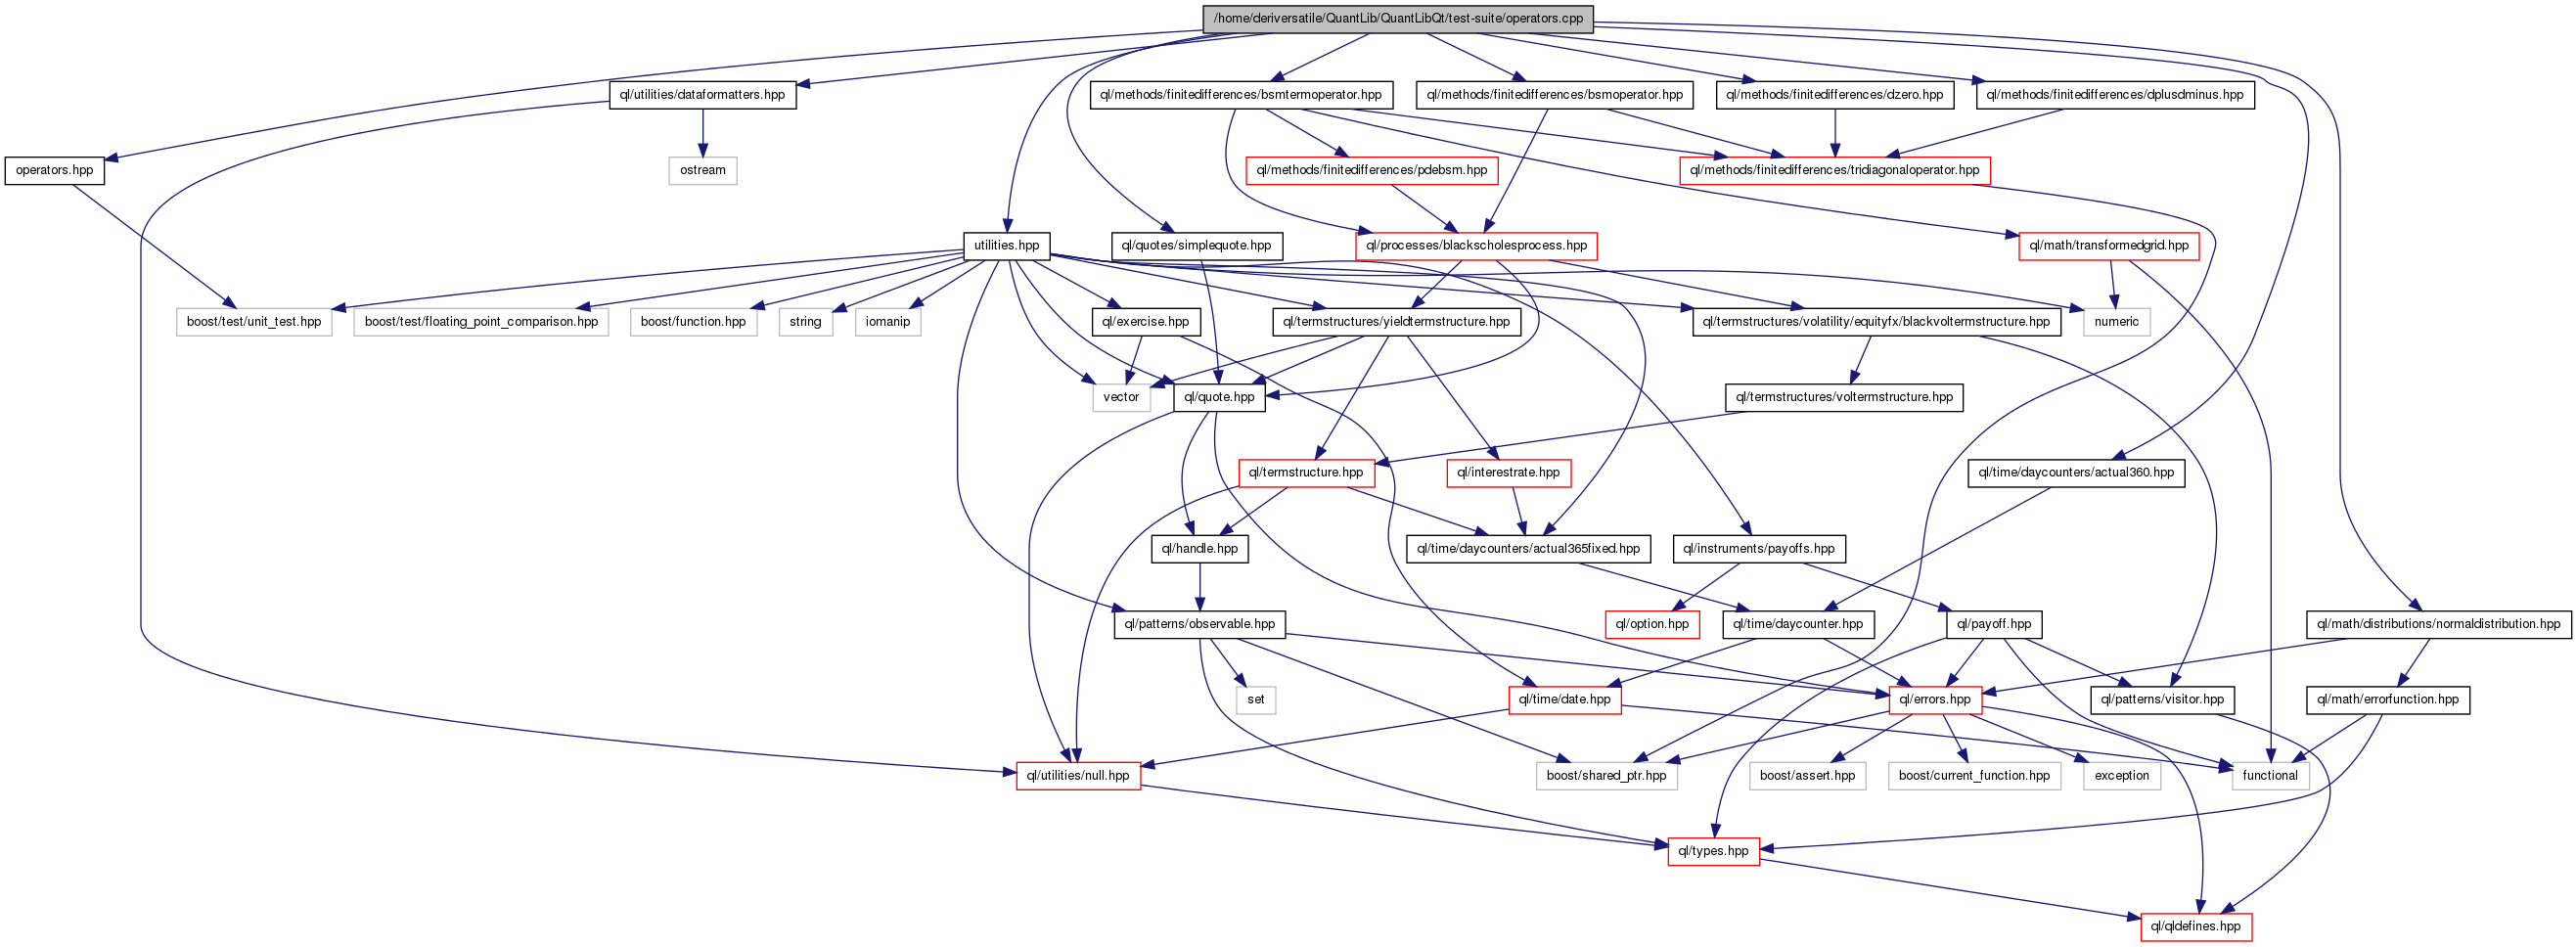 /home/deriversatile/QuantLib/QuantLibQt/test-suite/operators.cpp
ql/utilities/dataformatters.hpp
ql/methods/finitedifferences/bsmtermoperator.hpp
ql/methods/finitedifferences/bsmoperator.hpp
ql/methods/finitedifferences/dzero.hpp
ql/methods/finitedifferences/dplusdminus.hpp
operators.hpp
ostream
ql/methods/finitedifferences/pdebsm.hpp
ql/methods/finitedifferences/tridiagonaloperator.hpp
utilities.hpp
ql/quotes/simplequote.hpp
ql/processes/blackscholesprocess.hpp
ql/math/transformedgrid.hpp
boost/test/unit_test.hpp
boost/test/floating_point_comparison.hpp
boost/function.hpp
string
iomanip
ql/exercise.hpp
ql/termstructures/yieldtermstructure.hpp
ql/termstructures/volatility/equityfx/blackvoltermstructure.hpp
numeric
vector
ql/quote.hpp
ql/termstructures/voltermstructure.hpp
ql/termstructure.hpp
ql/interestrate.hpp
ql/time/daycounters/actual360.hpp
ql/handle.hpp
ql/time/daycounters/actual365fixed.hpp
ql/instruments/payoffs.hpp
ql/patterns/observable.hpp
ql/option.hpp
ql/time/daycounter.hpp
ql/payoff.hpp
ql/math/distributions/normaldistribution.hpp
set
ql/time/date.hpp
ql/errors.hpp
ql/patterns/visitor.hpp
ql/math/errorfunction.hpp
ql/utilities/null.hpp
boost/shared_ptr.hpp
boost/assert.hpp
boost/current_function.hpp
exception
functional
ql/types.hpp
ql/qldefines.hpp